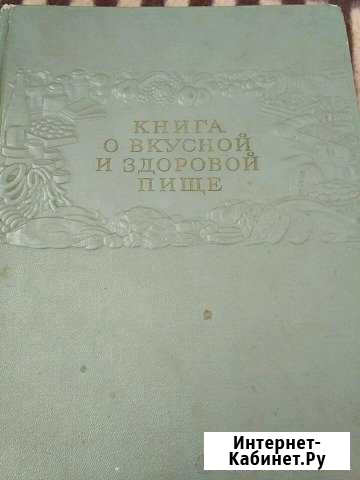 КНИГА
О ВКУСНОЙ
И ЗДОРОВОЙ
ПИЩЕ
Интернет-
Кабинет.Ру